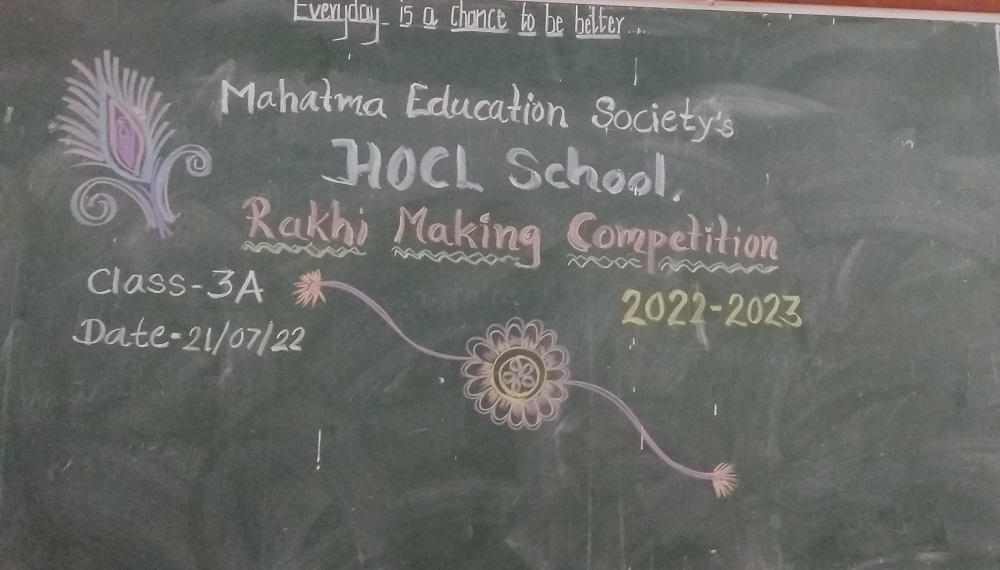 Everyday is a chance to be better....
Mahatma Education Society's
HOCL School.
Rakhi Making Competition
Class-3A
2022-2023
Date-21/07/22